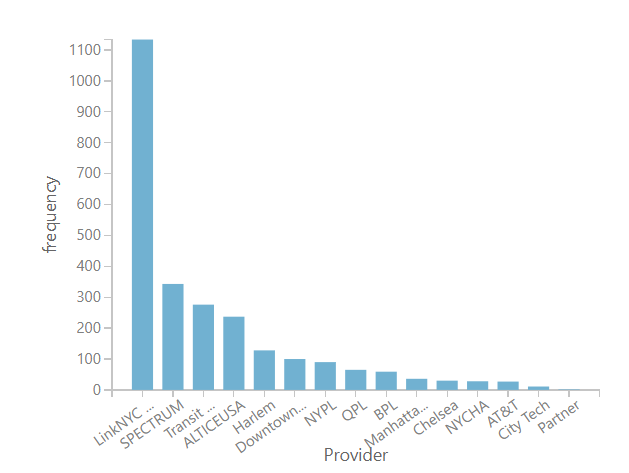 1100
1000
900
800
700
600
500
400
300
200
100
0
frequency
LinkNYC ...
SPECTRUM
Transit ...
ALTICEUSA
Harlem
Downtown...
NYPL
QPL
BPL
Manhatta...
Chelsea
NYCHA
AT&T
City Tech
Partner
Provider